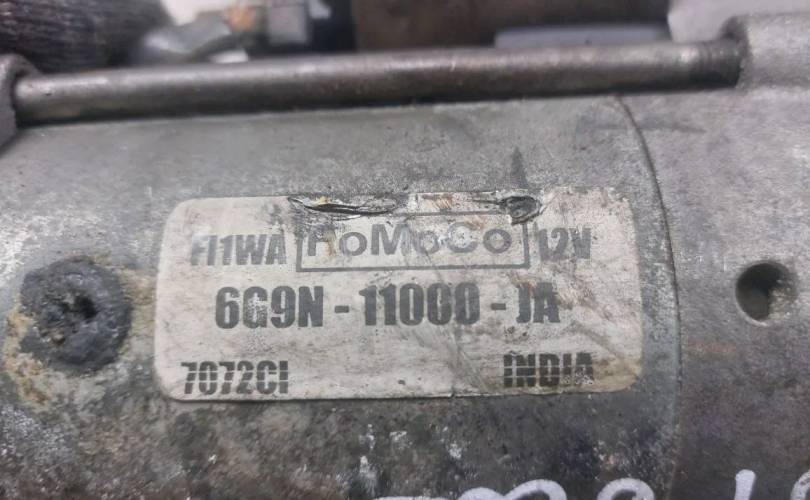 FI1WA FoMoCo 12V
6G9N - 11000 - JA
7072CI INDIA